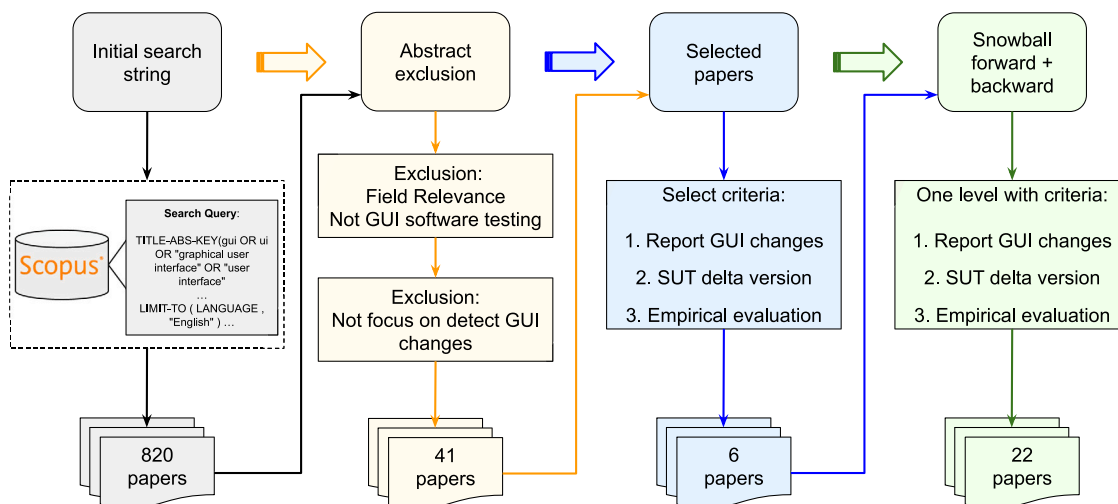 Initial search
string
Abstract
exclusion
Selected
papers
Snowball
forward +
backward
Scopus
Search Query:
TITLE-ABS-KEY(gui OR ui
OR "graphical user
interface" OR "user
interface"
...
LIMIT-TO ( LANGUAGE ,
"English" ) ...
Exclusion:
Field Relevance
Not GUI software testing
Exclusion:
Not focus on detect GUI
changes
Select criteria:
1. Report GUI changes
2. SUT delta version
3. Empirical evaluation
One level with criteria:
1. Report GUI changes
2. SUT delta version
3. Empirical evaluation
820
papers
41
papers
6
papers
22
papers